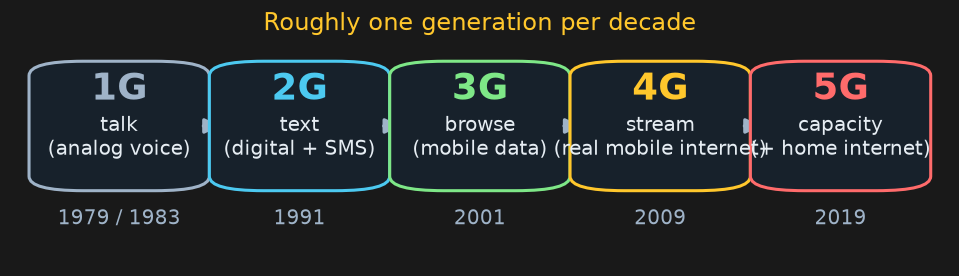 Roughly one generation per decade
1G
talk
(analog voice)
1979 / 1983
2G
text
(digital + SMS)
1991
3G
browse
(mobile data)
2001
4G
stream
(real mobile internet)
2009
5G
capacity
(+ home internet)
2019